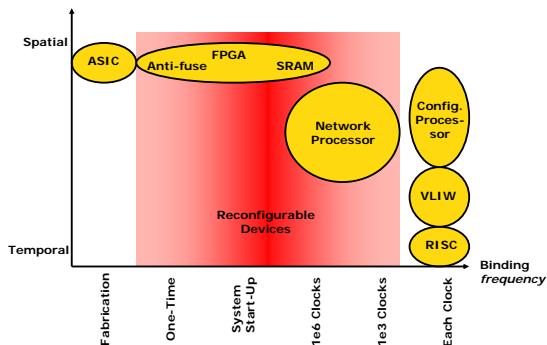 Spatial
ASIC
FPGA
Anti-fuse
SRAM
Network
Processor
Config.
Proces-
sor
VLIW
RISC
Reconfigurable
Devices
Temporal
Binding
frequency
Fabrication
One-Time
System
Start-Up
1e6 Clocks
1e3 Clocks
Each Clock